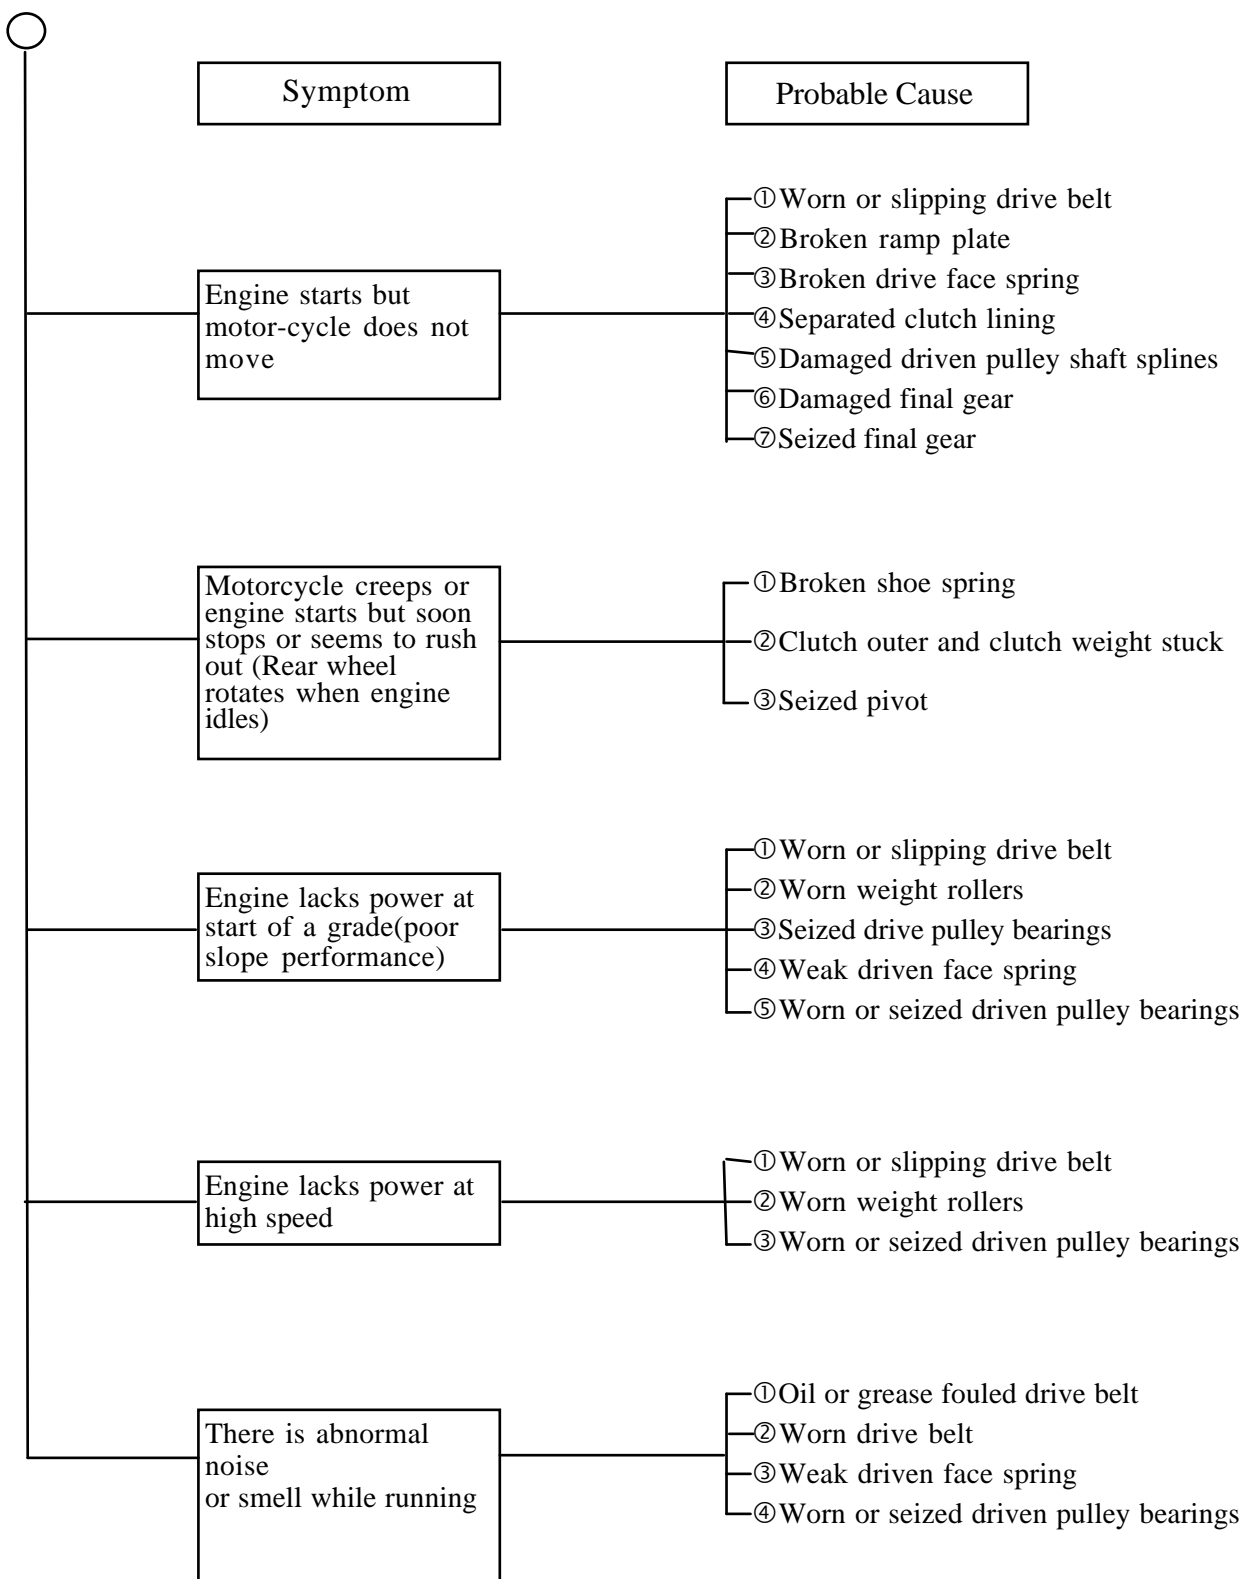 Symptom
Probable Cause
Engine starts but
motor-cycle does not
move
①Worn or slipping drive belt
②Broken ramp plate
③Broken drive face spring
④Separated clutch lining
⑤Damaged driven pulley shaft splines
⑥Damaged final gear
⑦Seized final gear
Motorcycle creeps or
engine starts but soon
stops or seems to rush
out (Rear wheel
rotates when engine
idles)
①Broken shoe spring
②Clutch outer and clutch weight stuck
③Seized pivot
Engine lacks power at
start of a grade(poor
slope performance)
①Worn or slipping drive belt
②Worn weight rollers
③Seized drive pulley bearings
④Weak driven face spring
⑤Worn or seized driven pulley bearings
Engine lacks power at
high speed
①Worn or slipping drive belt
②Worn weight rollers
③Worn or seized driven pulley bearings
There is abnormal
noise
or smell while running
①Oil or grease fouled drive belt
②Worn drive belt
③Weak driven face spring
④Worn or seized driven pulley bearings